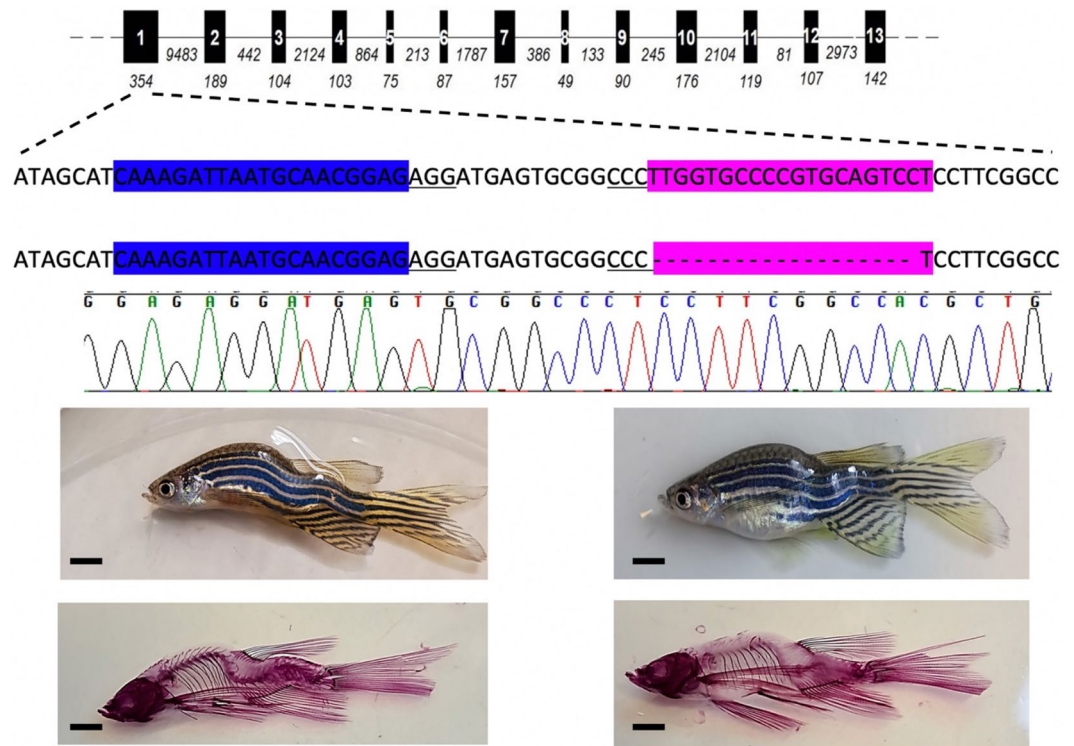 1 2 3 4 5 6 7 8 9 10 11 12 13
9483 442 2124 864 213 1787 386 133 245 2104 81 2973
354 189 104 103 75 87 157 49 90 176 119 107 142
ATAGCATCAAAGATTAATGCAACGGAGAGGATGAGTGCGGCCCTTGGTGCCCCGTGCAGTCCTCCTTCGGCC
ATAGCATCAAAGATTAATGCAACGGAGAGGATGAGTGCGGCCC - - - - - - - - - - - - - - - - - - - TCCTTCGGCC
G G A G A G G A T G A G T G C G G C C C T C C T T C G G C C A C G C T G